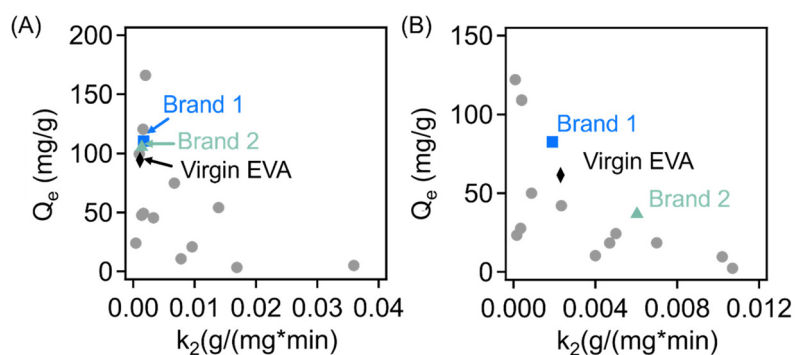 (A)
200
150
100
50
0
Qe (mg/g)
Brand 1
Brand 2
Virgin EVA
0.00 0.01 0.02 0.03 0.04
k2(g/(mg*min)
(B)
150
100
50
0
Qe (mg/g)
Brand 1
Virgin EVA
Brand 2
0.000 0.004 0.008 0.012
k2(g/(mg*min)